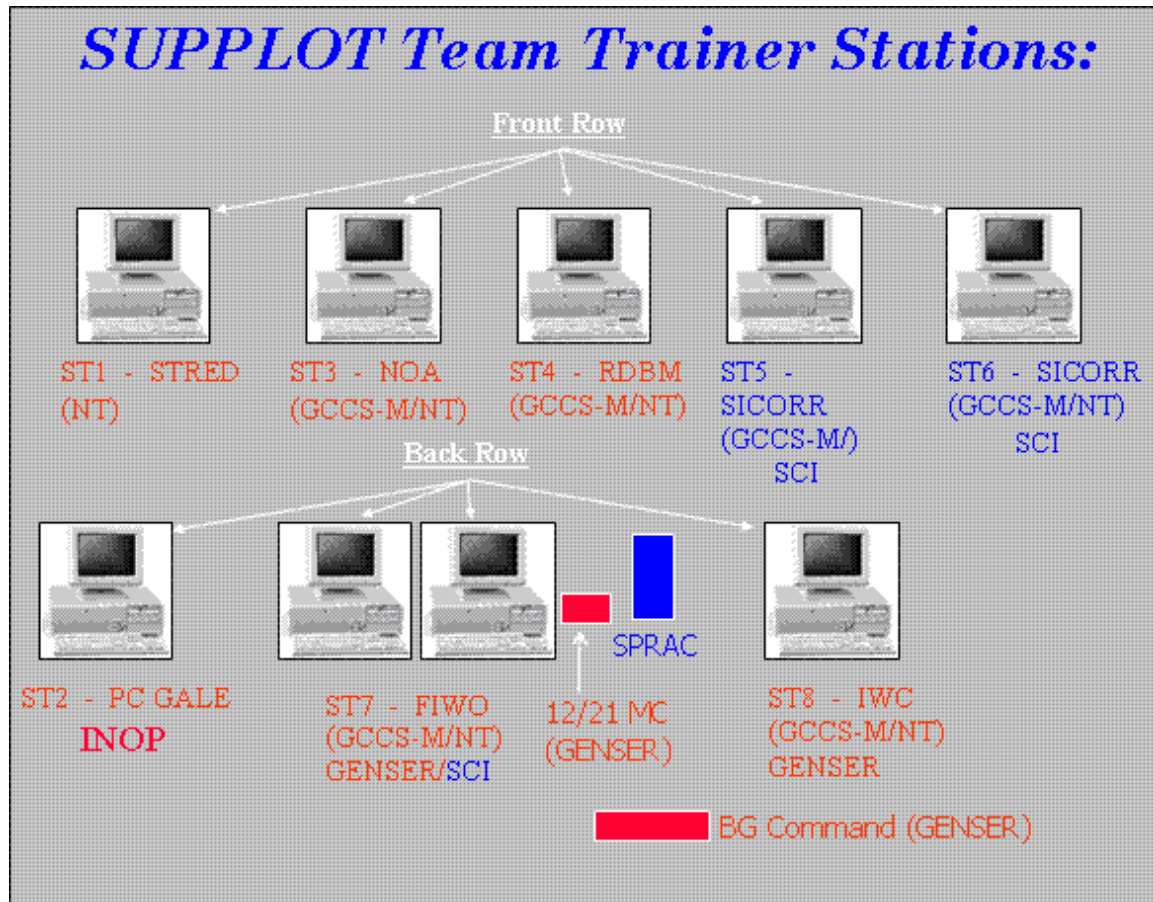 SUPPLOT Team Trainer Stations:
Front Row
ST1 - STRED
(NT)
ST3 - NOA
(GCCS-M/NT)
ST4 - RDBM
(GCCS-M/NT)
ST5 -
SICORR
(GCCS-M/)
SCI
ST6 - SICORR
(GCCS-M/NT)
SCI
Back Row
ST2 - PC GALE
INOP
ST7 - FIWO
(GCCS-M/NT)
GENSER/SCI
12/21 MC
(GENSER)
SPRAC
ST8 - IWC
(GCCS-M/NT)
GENSER
BG Command (GENSER)